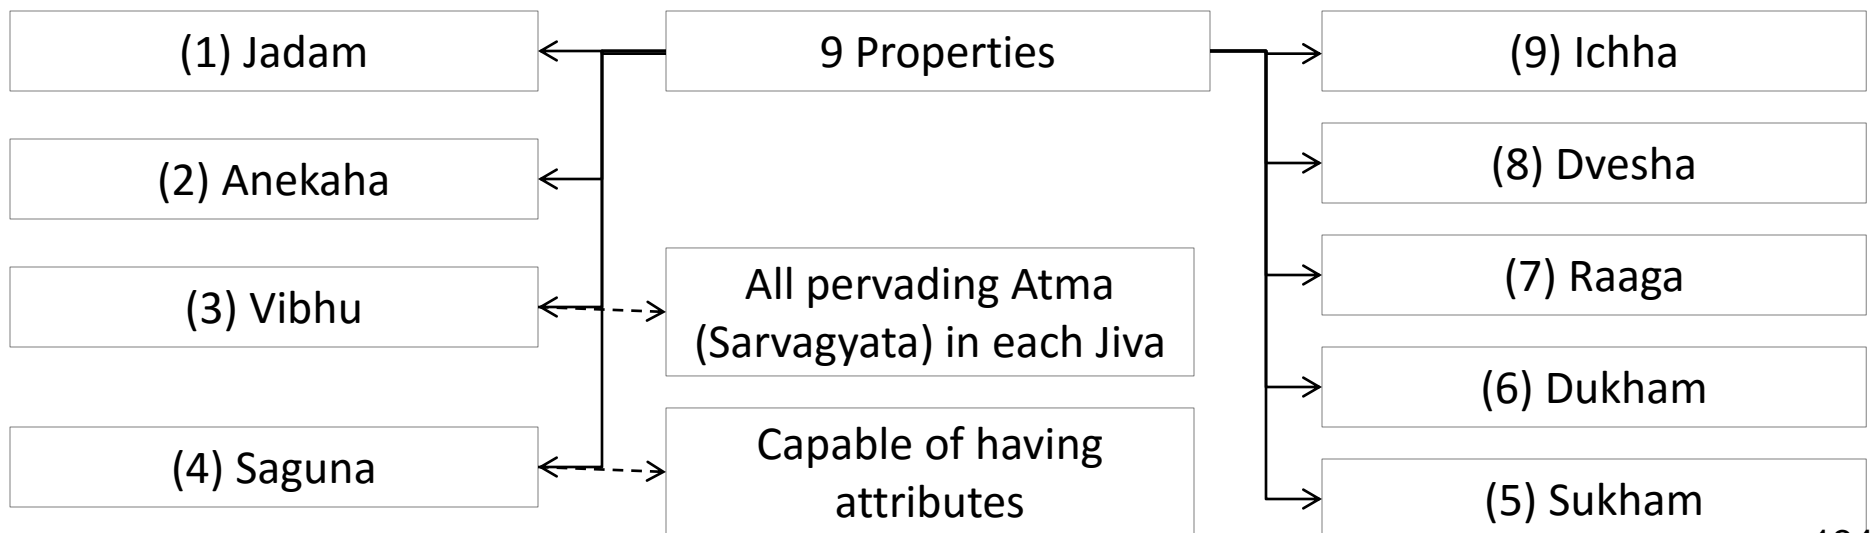 9 Properties
(1) Jadam
(2) Anekaha
(3) Vibhu
All pervading Atma
(Sarvagyata) in each Jiva
(4) Saguna
Capable of having
attributes
(9) Ichha
(8) Dvesha
(7) Raaga
(6) Dukham
(5) Sukham